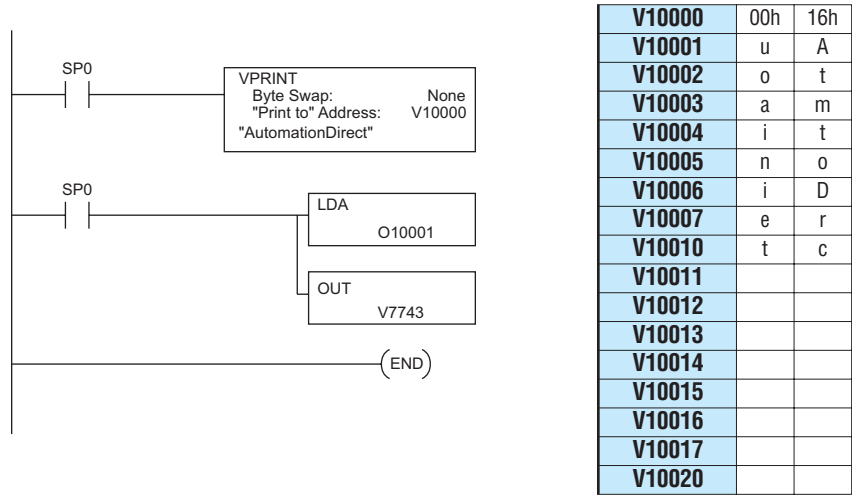 SP0
VPRINT
Byte Swap: None
"Print to" Address: V10000
"AutomationDirect"
SP0
LDA
O10001
OUT
V7743
END
V10000 00h 16h
V10001 u A
V10002 o t
V10003 a m
V10004 i t
V10005 n o
V10006 i D
V10007 e r
V10010 t c
V10011
V10012
V10013
V10014
V10015
V10016
V10017
V10020